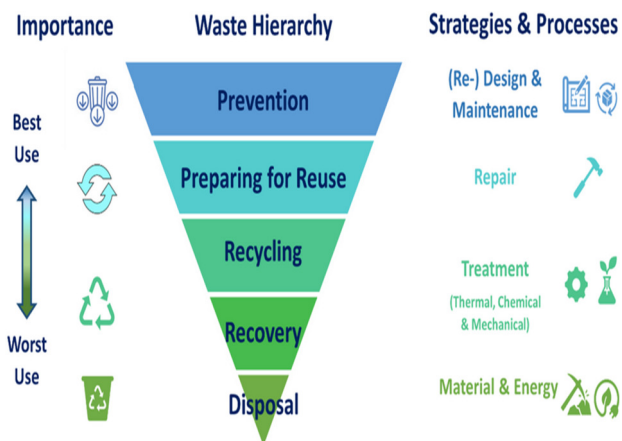 Importance
Waste Hierarchy
Strategies & Processes
Best
Use
Worst
Use
Prevention
Preparing for Reuse
Recycling
Recovery
Disposal
(Re-) Design &
Maintenance
Repair
Treatment
(Thermal, Chemical
& Mechanical)
Material & Energy